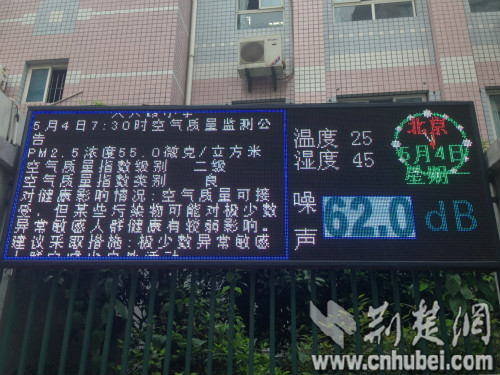 5月4日7:30时空气质量监测公
告
PM2.5浓度55.0微克/立方米
空气质量指数级别 二级
空气质量指数类别 良
对健康影响情况:空气质量可接
受,但某些污染物可能对极少数
异常敏感人群健康有较弱影响。
建议采取措施:极少数异常敏感
温度 25
湿度 45
噪声 62.0 dB
北京
5月4日
星期一
荆楚网
www.cnhubei.com